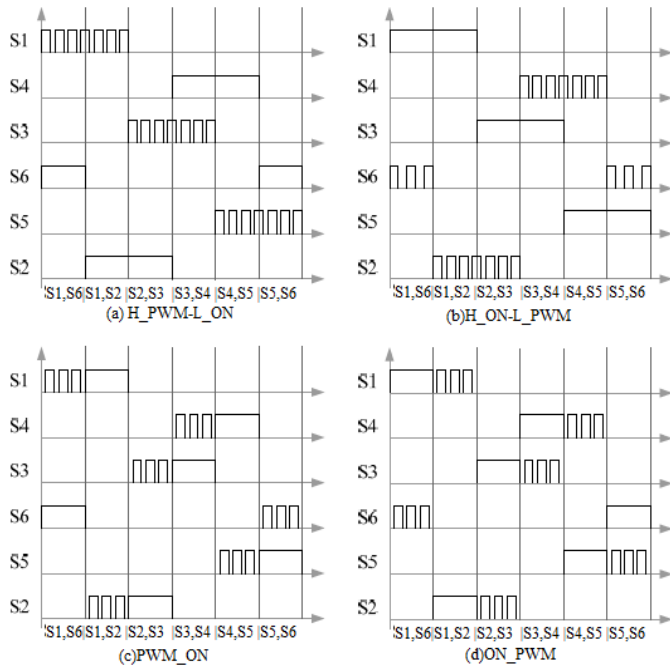 S1
S4
S3
S6
S5
S2
'S1,S6|S1,S2 |S2,S3 |S3,S4 |S4,S5 |S5,S6
(a) H_PWM-L_ON
S1
S4
S3
S6
S5
S2
'S1,S6|S1,S2 |S2,S3 |S3,S4 |S4,S5 |S5,S6
(b)H_ON-L_PWM
S1
S4
S3
S6
S5
S2
'S1,S6|S1, S2 |S2,S3 |S3,S4 |S4,S5 |S5,S6
(c)PWM_ON
S1
S4
S3
S6
S5
S2
'S1,S6|S1,S2 |S2,S3 |S3,S4 |S4,S5 |S5,S6
(d)ON_PWM